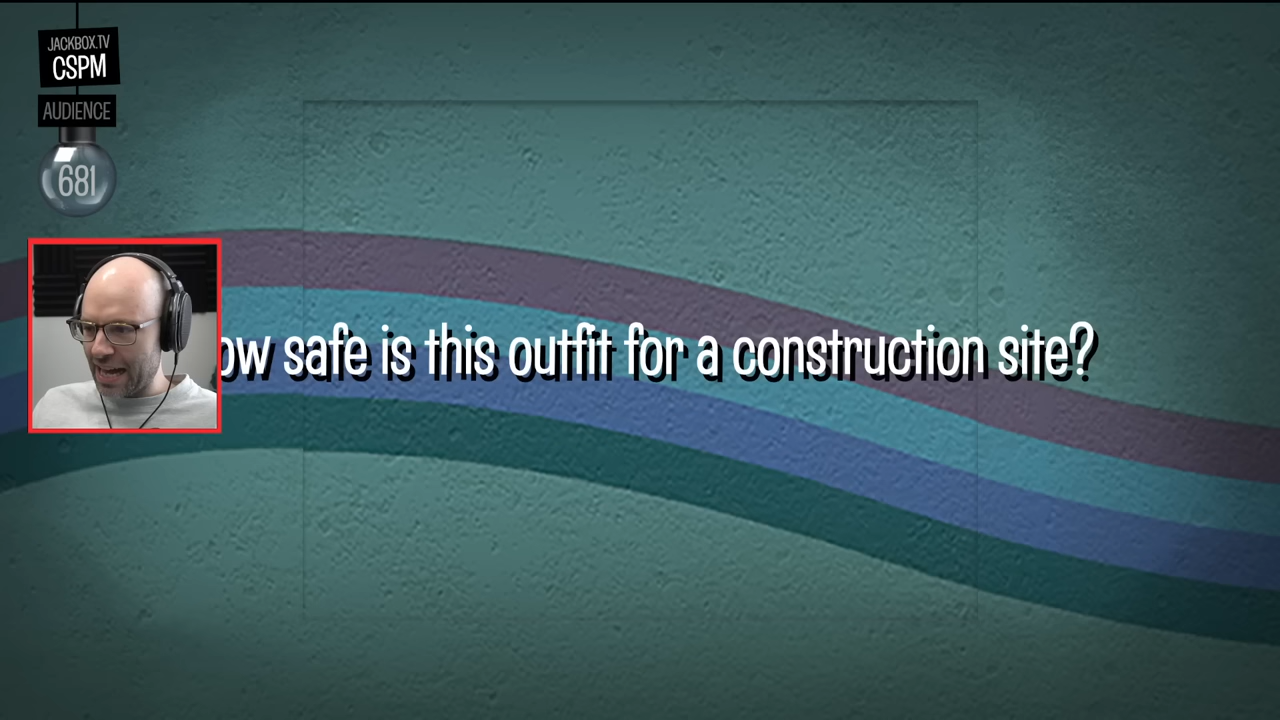 JACKBOX.TV
CSPM
AUDIENCE
681
ow safe is this outfit for a construction site?